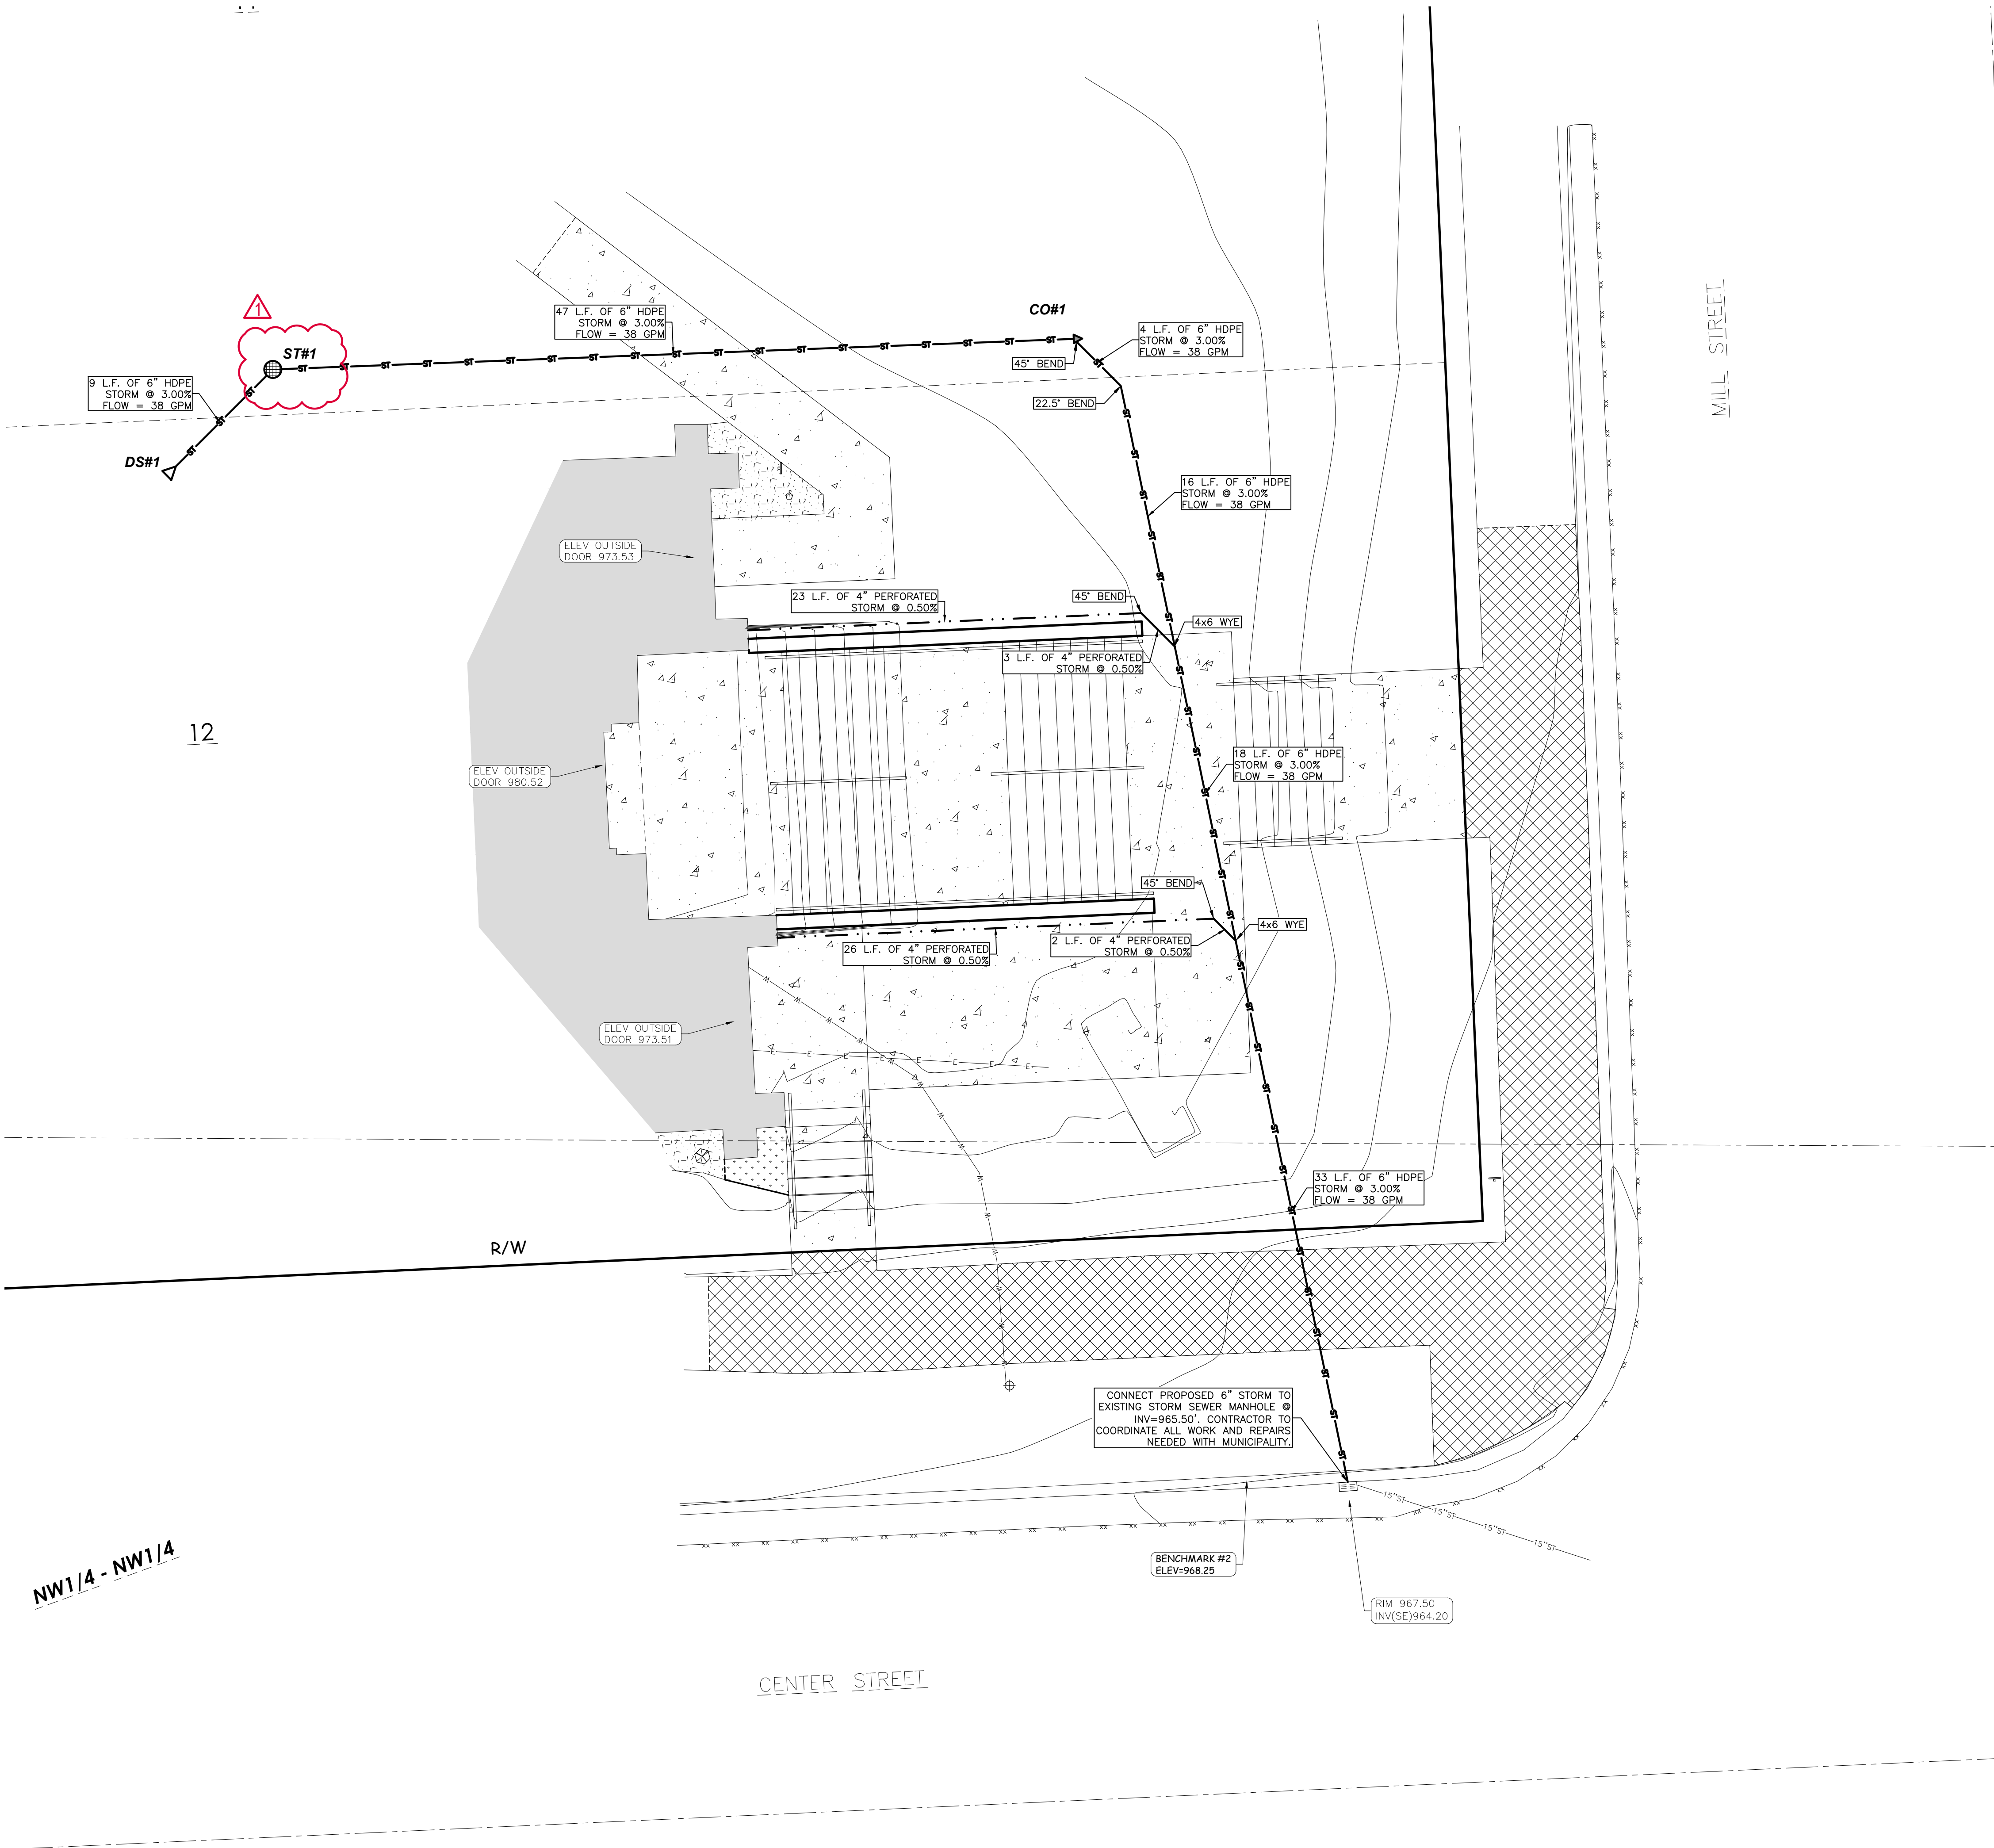 1
ST#1
9 L.F. OF 6" HDPE
STORM @ 3.00%
FLOW = 38 GPM
DS#1
47 L.F. OF 6" HDPE
STORM @ 3.00%
FLOW = 38 GPM
CO#1
45° BEND
4 L.F. OF 6" HDPE
STORM @ 3.00%
FLOW = 38 GPM
22.5° BEND
MILL STREET
16 L.F. OF 6" HDPE
STORM @ 3.00%
FLOW = 38 GPM
ELEV OUTSIDE
DOOR 973.53
23 L.F. OF 4" PERFORATED
STORM @ 0.50%
45° BEND
4x6 WYE
3 L.F. OF 4" PERFORATED
STORM @ 0.50%
12
ELEV OUTSIDE
DOOR 980.52
18 L.F. OF 6" HDPE
STORM @ 3.00%
FLOW = 38 GPM
45° BEND
4x6 WYE
26 L.F. OF 4" PERFORATED
STORM @ 0.50%
2 L.F. OF 4" PERFORATED
STORM @ 0.50%
ELEV OUTSIDE
DOOR 973.51
33 L.F. OF 6" HDPE
STORM @ 3.00%
FLOW = 38 GPM
R/W
CONNECT PROPOSED 6" STORM TO
EXISTING STORM SEWER MANHOLE @
INV=965.50'. CONTRACTOR TO
COORDINATE ALL WORK AND REPAIRS
NEEDED WITH MUNICIPALITY.
15"ST
15"ST
15"ST
15"ST
NW1/4 - NW1/4
BENCHMARK #2
ELEV=968.25
RIM 967.50
INV(SE)964.20
CENTER STREET